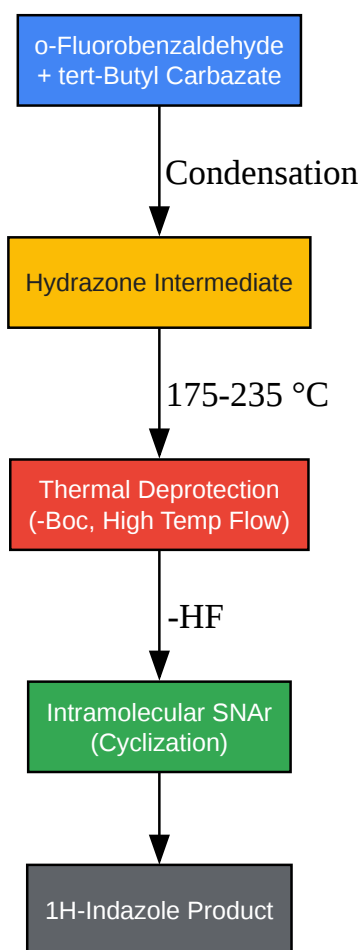 o-Fluorobenzaldehyde
+ tert-Butyl Carbazate
Condensation
Hydrazone Intermediate
175-235 °C
Thermal Deprotection
(-Boc, High Temp Flow)
-HF
Intramolecular SNAr
(Cyclization)
1H-Indazole Product